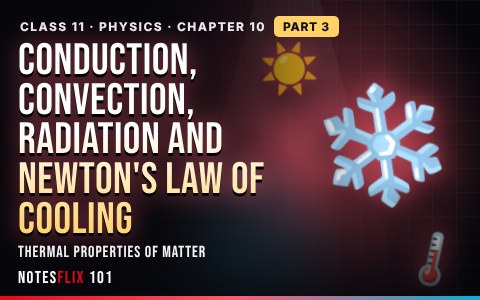 CLASS 11 · PHYSICS · CHAPTER 10 PART 3
CONDUCTION,
CONVECTION,
RADIATION AND
NEWTON'S LAW OF
COOLING
THERMAL PROPERTIES OF MATTER
NOTESFLIX 101